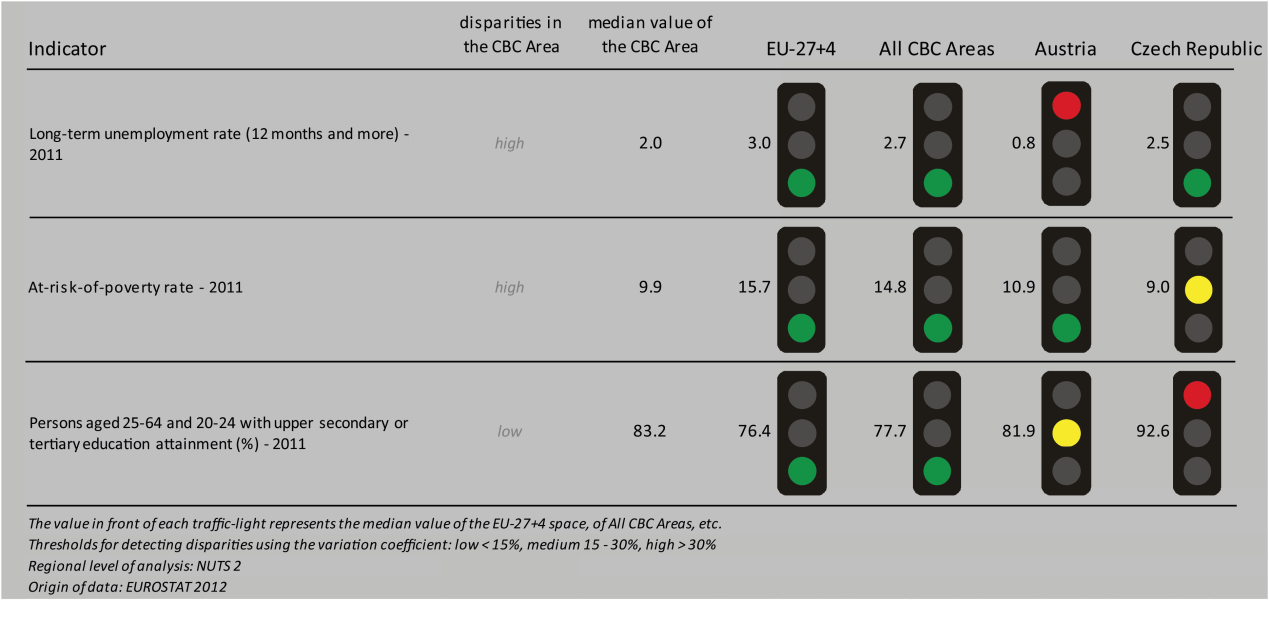 disparities in median value of
Indicator the CBC Area the CBC Area EU-27+4 All CBC Areas Austria Czech Republic
Long-term unemployment rate (12 months and more) -
2011
high 2.0 3.0 2.7 0.8 2.5
At-risk-of-poverty rate - 2011 high 9.9 15.7 14.8 10.9 9.0
Persons aged 25-64 and 20-24 with upper secondary or
tertiary education attainment (%) - 2011
low 83.2 76.4 77.7 81.9 92.6
The value in front of each traffic-light represents the median value of the EU-27+4 space, of All CBC Areas, etc.
Thresholds for detecting disparities using the variation coefficient: low < 15%, medium 15 - 30%, high > 30%
Regional level of analysis: NUTS 2
Origin of data: EUROSTAT 2012